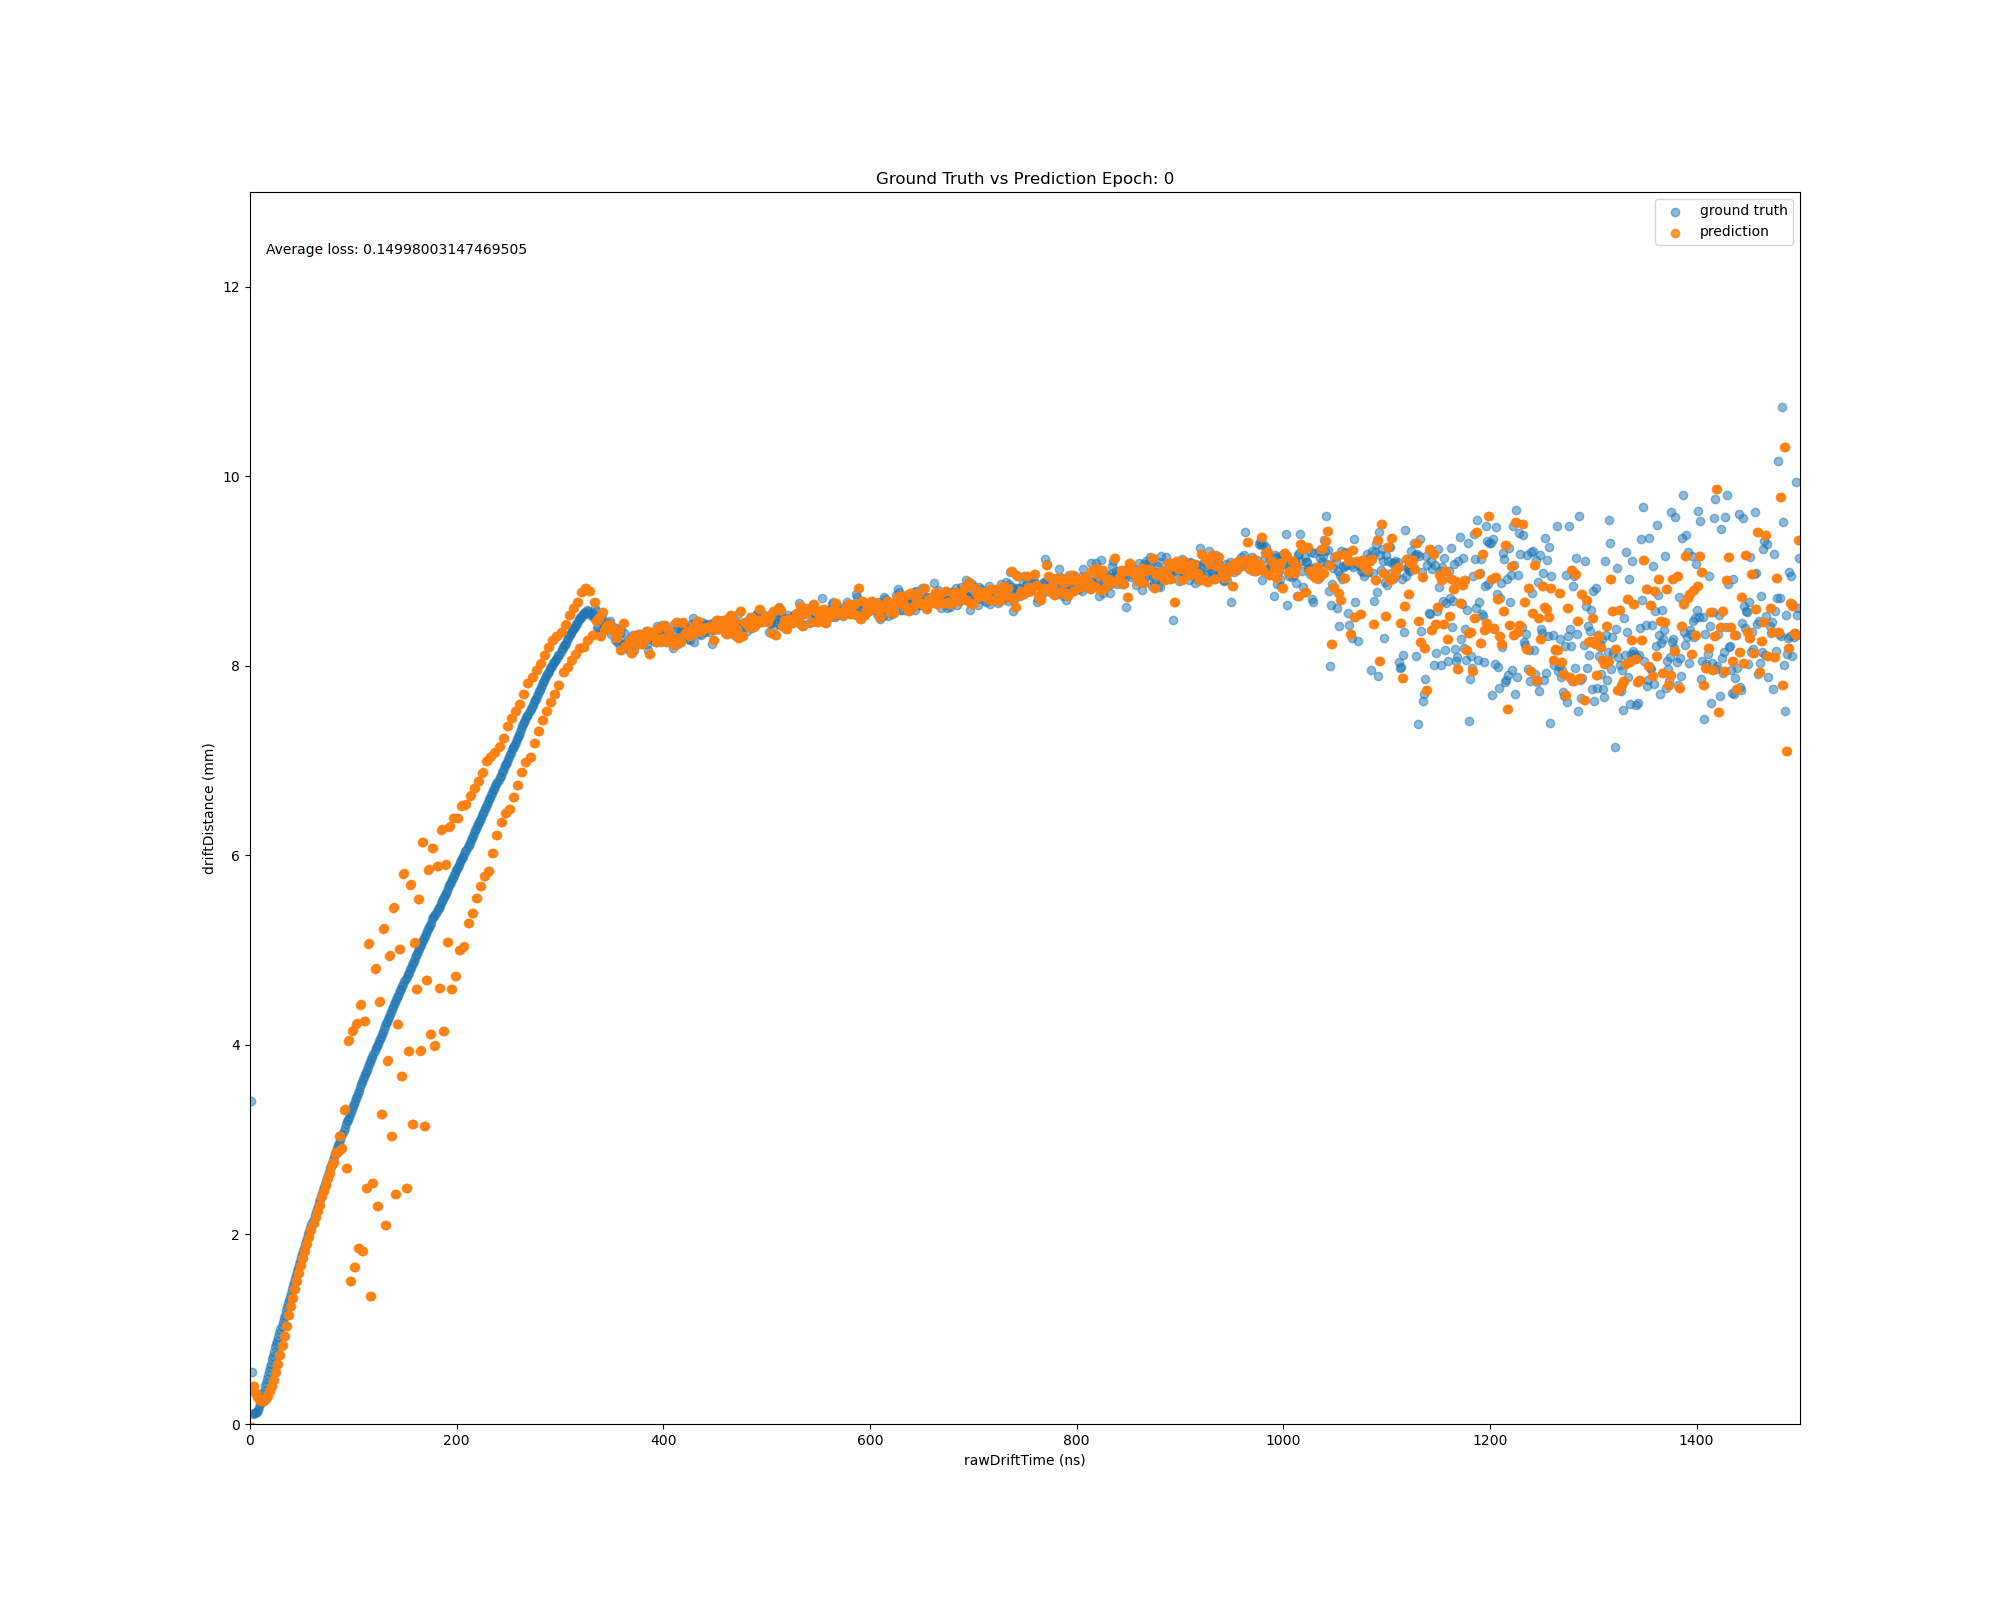 Ground Truth vs Prediction Epoch: 0
ground truth
prediction
Average loss: 0.14998003147469505
12
10
8
6
4
2
0
driftDistance (mm)
0 200 400 600 800 1000 1200 1400
rawDriftTime (ns)